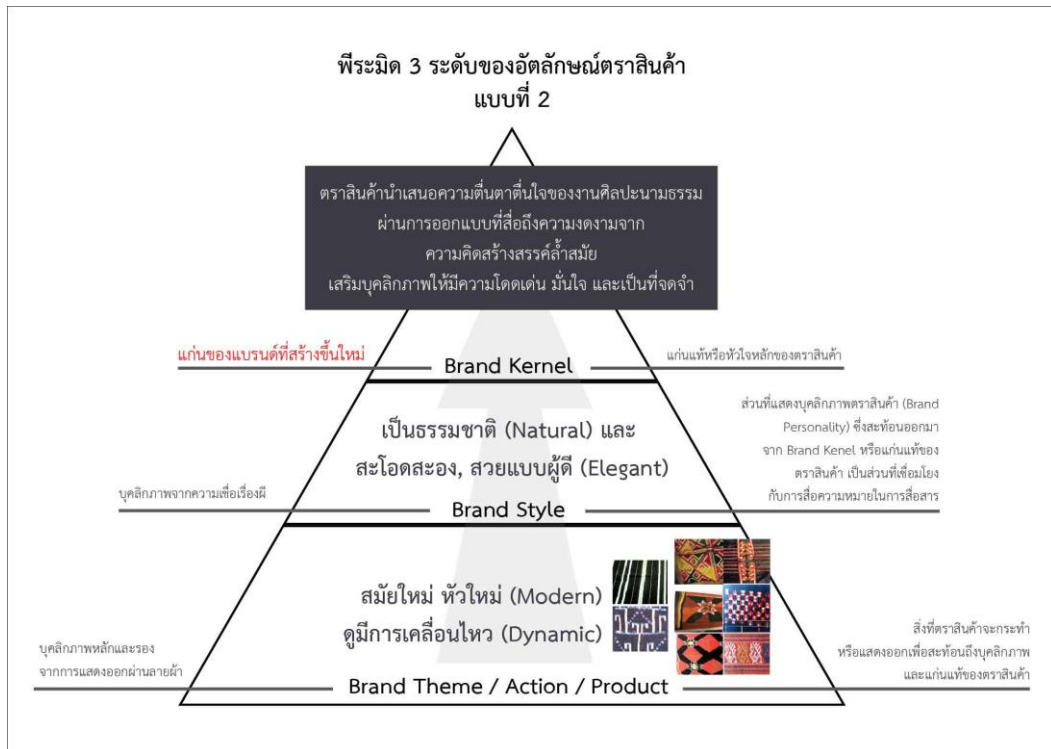 พีระมิด 3 ระดับของอัตลักษณ์ตราสินค้า
แบบที่ 2
ตราสินค้านำเสนอความตื่นตาตื่นใจของงานศิลปะนามธรรม
ผ่านการออกแบบที่สื่อถึงความงดงามจาก
ความคิดสร้างสรรค์ล้ำสมัย
เสริมบุคลิกภาพให้มีความโดดเด่น มั่นใจ และเป็นที่จดจำ
แก่นของแบรนด์ที่สร้างขึ้นใหม่
Brand Kernel
แก่นแท้หรือหัวใจหลักของตราสินค้า
เป็นธรรมชาติ (Natural) และ
สะโอดสะอง, สวยแบบผู้ดี (Elegant)
ส่วนที่แสดงบุคลิกภาพตราสินค้า (Brand
Personality) ซึ่งสะท้อนออกมา
จาก Brand Kenel หรือแก่นแท้ของ
ตราสินค้า เป็นส่วนที่เชื่อมโยง
กับการสื่อความหมายในการสื่อสาร
บุคลิกภาพจากความเชื่อเรื่องผี
Brand Style
สมัยใหม่ หัวใหม่ (Modern)
ดูมีการเคลื่อนไหว (Dynamic)
บุคลิกภาพหลักและรอง
จากการแสดงออกผ่านลายผ้า
Brand Theme / Action / Product
สิ่งที่ตราสินค้าจะกระทำ
หรือแสดงออกเพื่อสะท้อนถึงบุคลิกภาพ
และแก่นแท้ของตราสินค้า